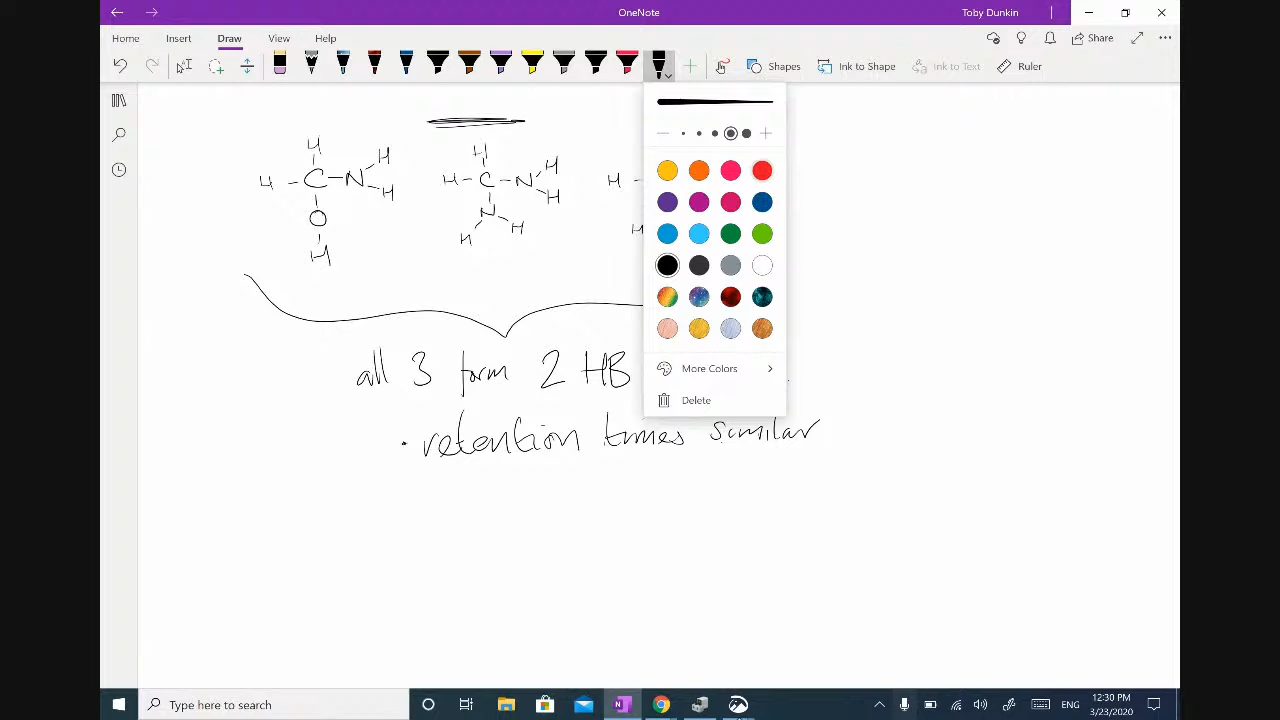 OneNote
Toby Dunkin
Home Insert Draw View Help
Share
Shapes Ink to Shape Ink to Text Ruler
H H H
H C N H
O
H
H H
H C N H
N
H H
H
H
More Colors
Delete
all 3 form 2 HB
• retention times similar
Type here to search
ENG
12:30 PM
3/23/2020